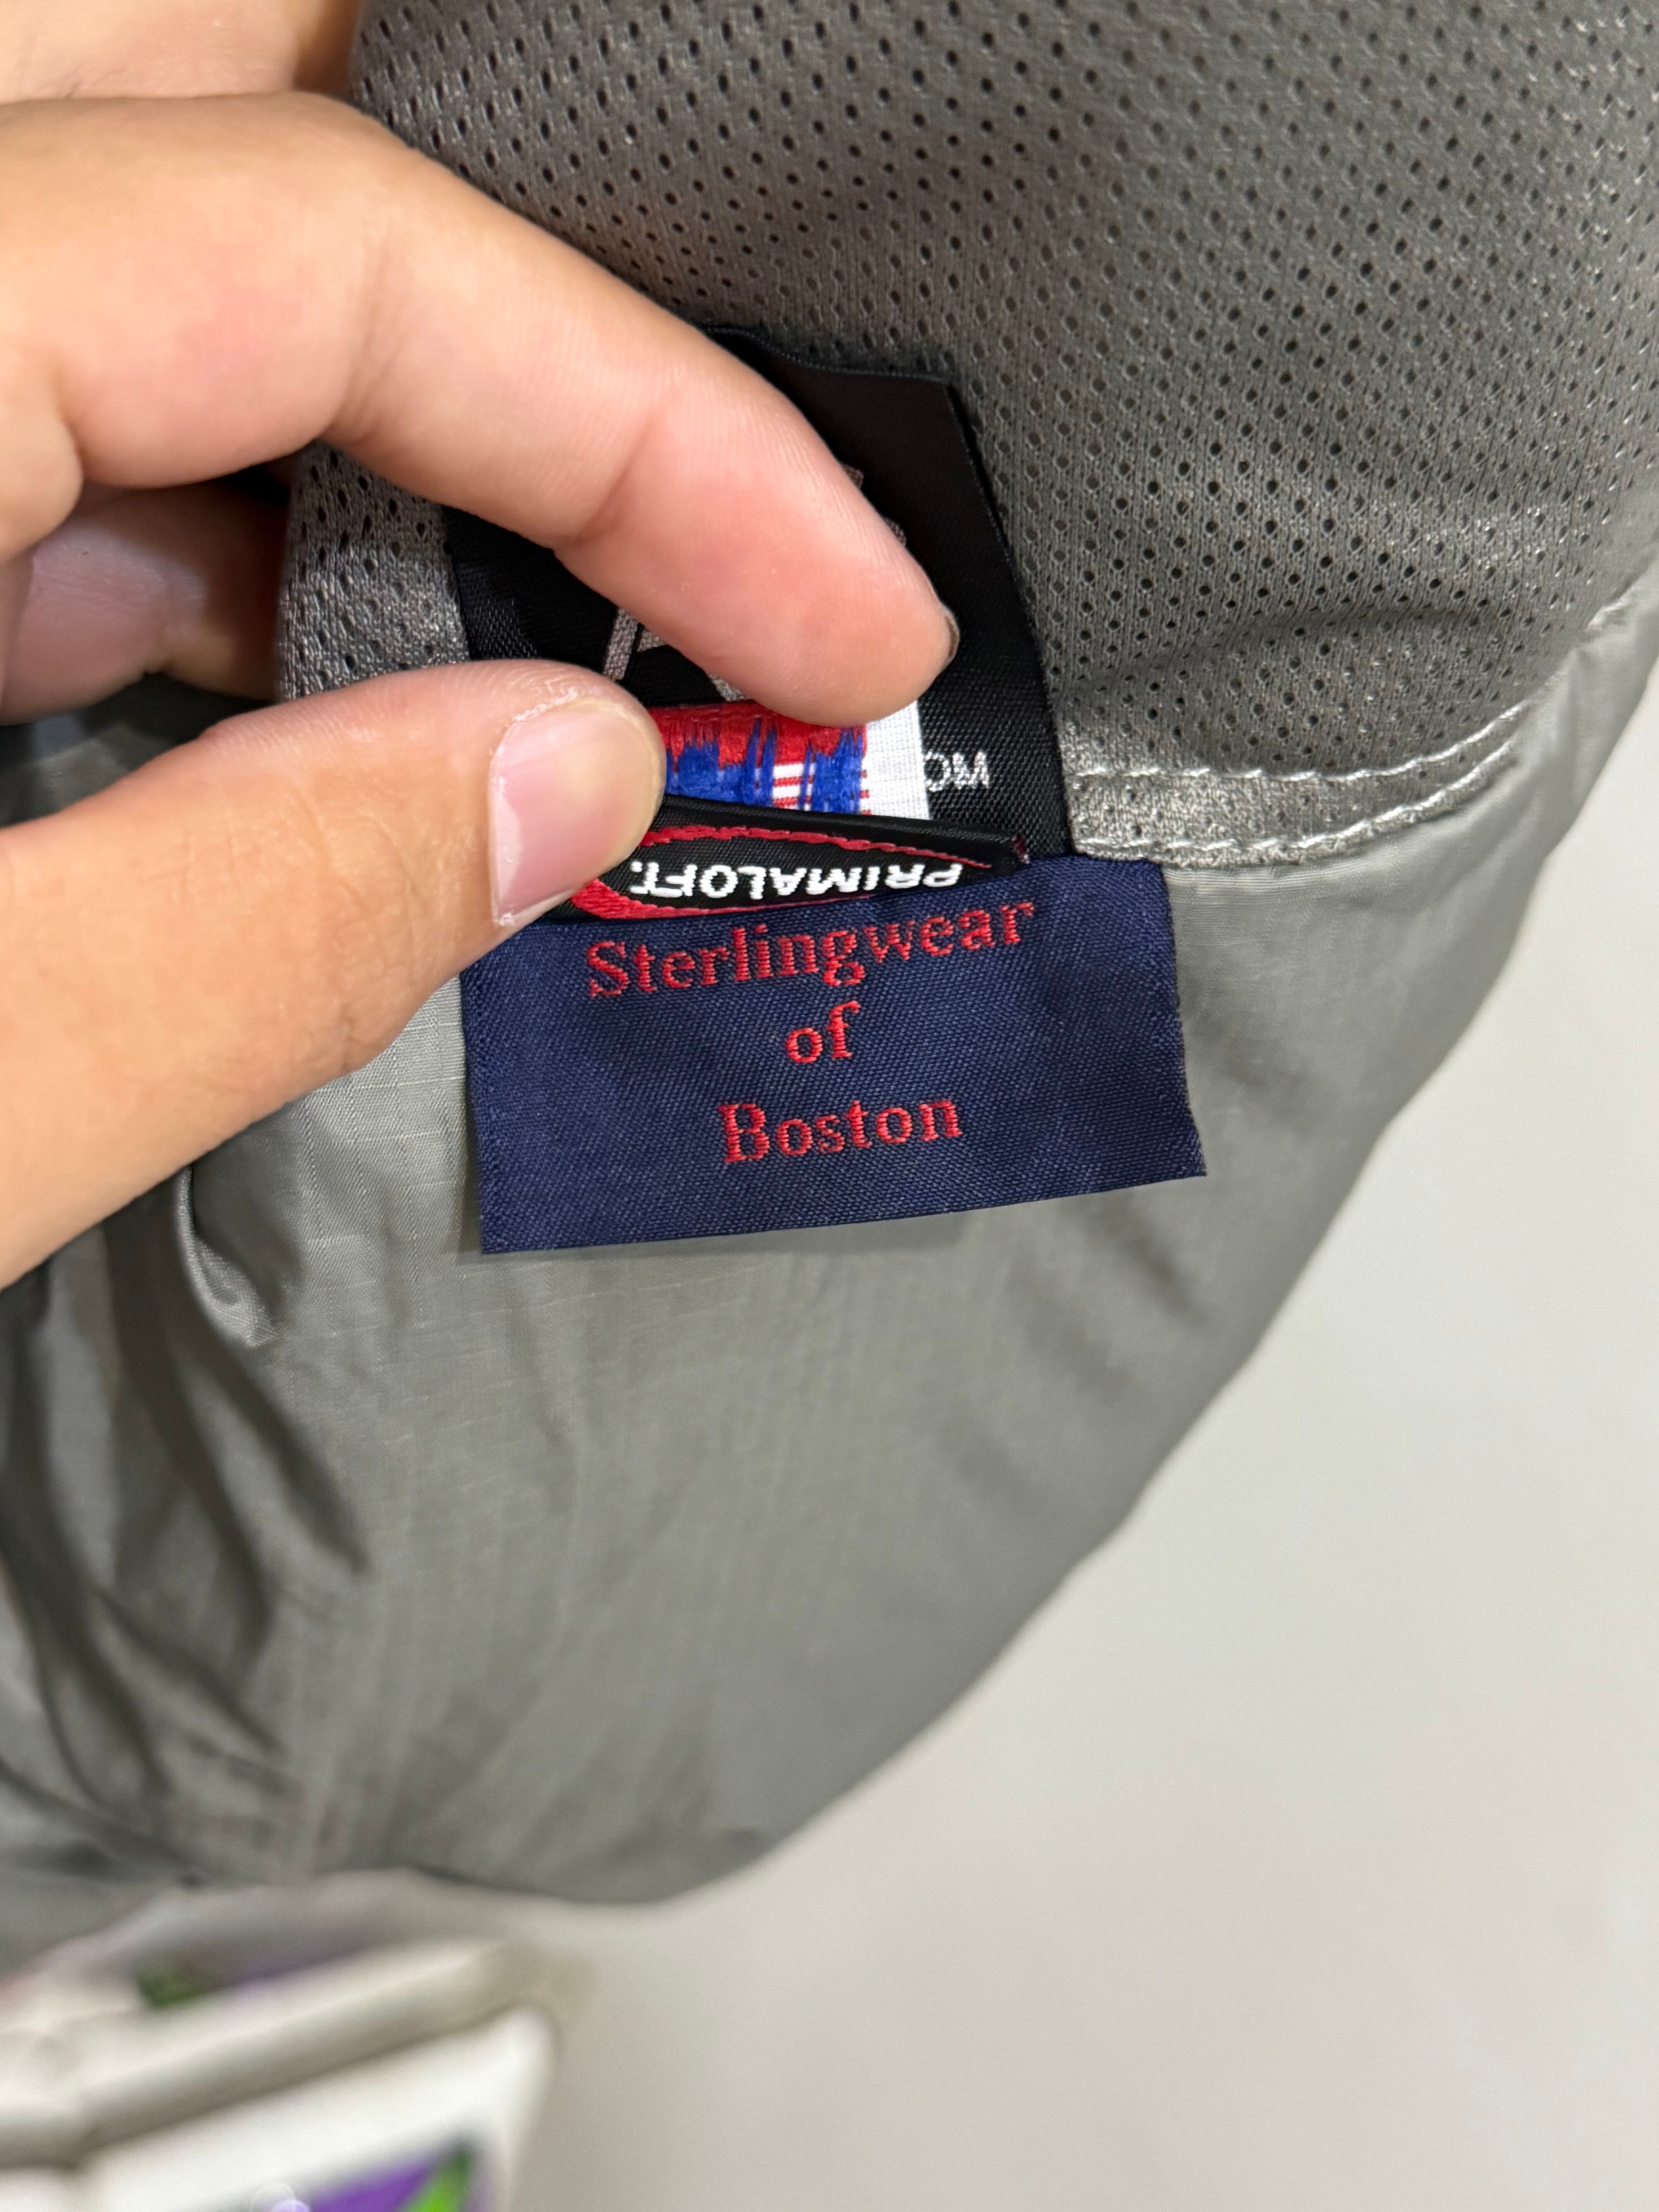 PRIMALOFT.
Sterlingwear
of
Boston